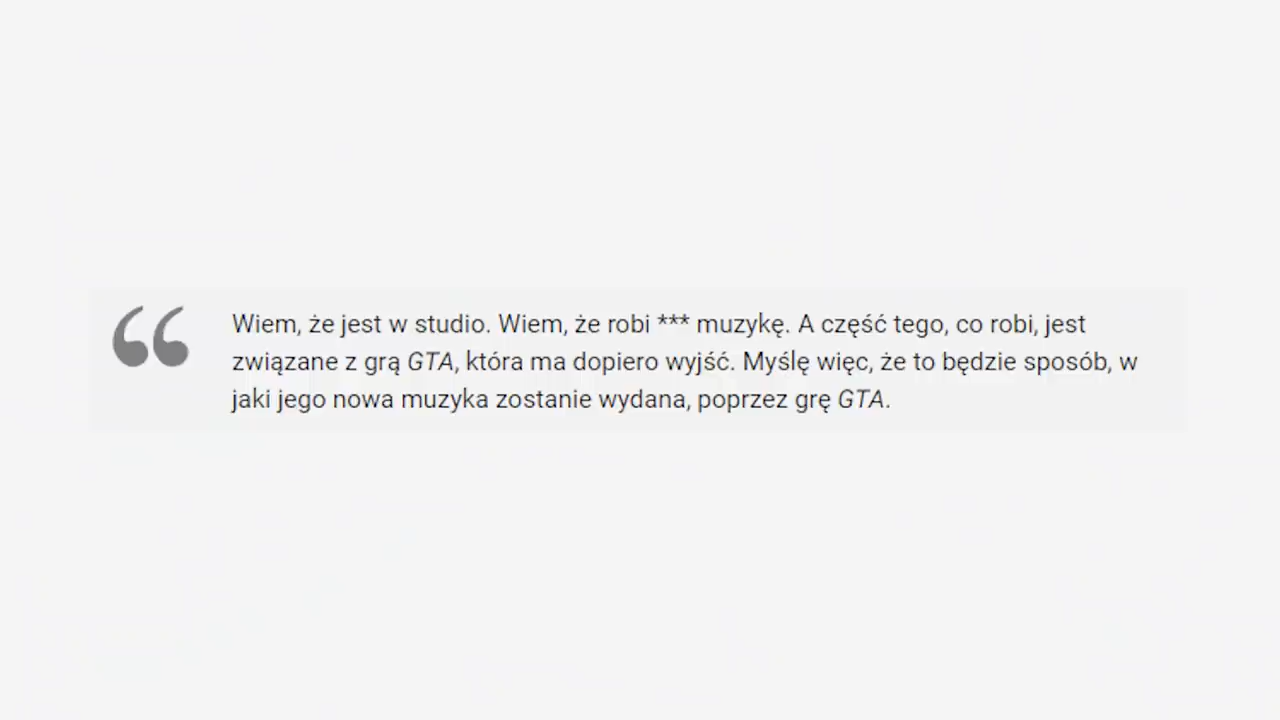 Wiem, że jest w studio. Wiem, że robi *** muzykę. A część tego, co robi, jest
związane z grą GTA, która ma dopiero wyjść. Myślę więc, że to będzie sposób, w
jaki jego nowa muzyka zostanie wydana, poprzez grę GTA.